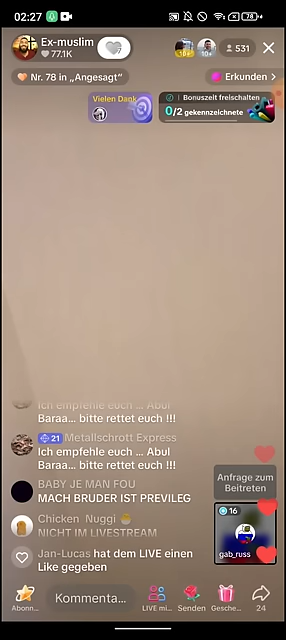 02:27
78
Ex-muslim
77.1K
10+
10+
531
Nr. 78 in „Angesagt“
Erkunden >
Vielen Dank
Bonuszeit freischalten
0/2 gekennzeichnete
Ich empfehle euch ... Abul
Baraa... bitte rettet euch !!!
21 Metallschrott Express
Ich empfehle euch ... Abul
Baraa... bitte rettet euch !!!
BABY JE MAN FOU
MACH BRUDER IST PREVILEG
Chicken Nuggi
NICHT IM LIVESTREAM
Jan-Lucas hat dem LIVE einen
Like gegeben
Anfrage zum
Beitreten
16
gab_russ
Abonn...
Kommenta...
LIVE mi...
Senden
Gesche...
24